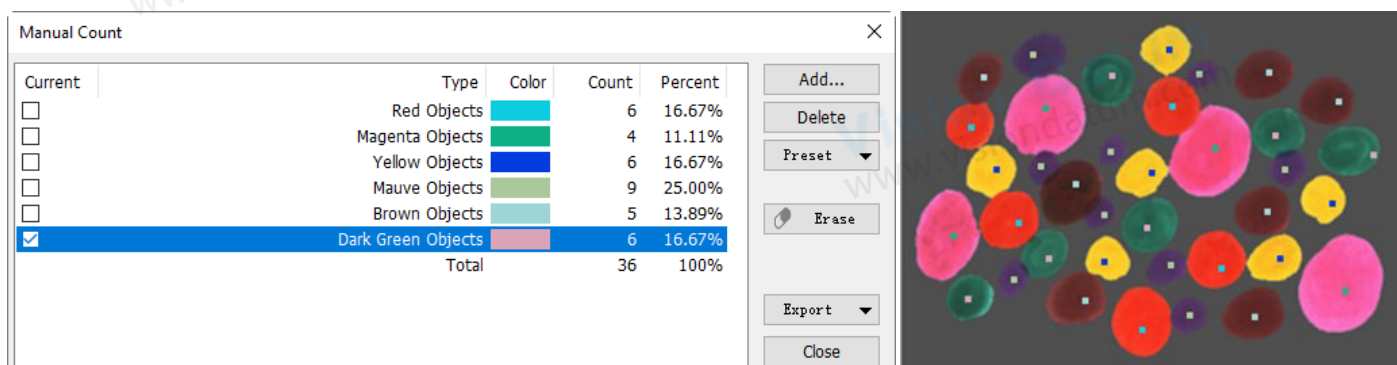 Manual Count
Current Type Color Count Percent Add...
Red Objects 6 16.67%
Magenta Objects 4 11.11% Delete
Yellow Objects 6 16.67% Preset
Mauve Objects 9 25.00%
Brown Objects 5 13.89% Erase
Dark Green Objects 6 16.67%
Total 36 100%
Export
Close